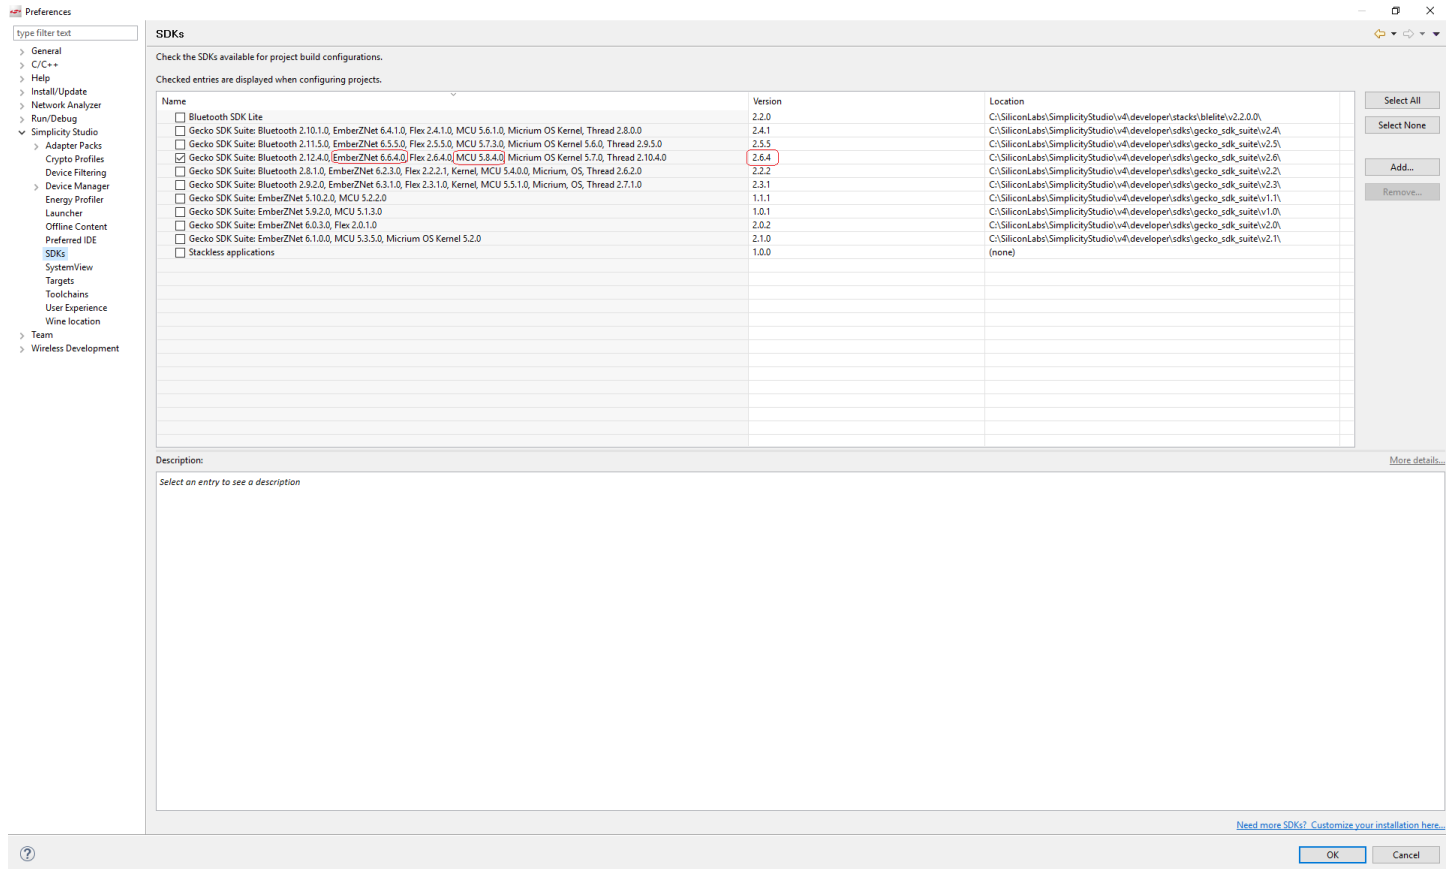 Preferences
type filter text
General
C/C++
Help
Install/Update
Network Analyzer
Run/Debug
Simplicity Studio
Adapter Packs
Crypto Profiles
Device Filtering
Device Manager
Energy Profiler
Launcher
Offline Content
Preferred IDE
SDKs
SystemView
Targets
Toolchains
User Experience
Wine location
Team
Wireless Development
SDKs
Check the SDKs available for project build configurations.
Checked entries are displayed when configuring projects.
Name Version Location
Bluetooth SDK Lite 2.2.0 C:\SiliconLabs\SimplicityStudio\v4\developer\stacks\blelite\v2.2.0.0\
Gecko SDK Suite: Bluetooth 2.10.1.0, EmberZNet 6.4.1.0, Flex 2.4.1.0, MCU 5.6.1.0, Micrium OS Kernel, Thread 2.8.0.0 2.4.1 C:\SiliconLabs\SimplicityStudio\v4\developer\sdks\gecko_sdk_suite\v2.4\
Gecko SDK Suite: Bluetooth 2.11.5.0, EmberZNet 6.5.5.0, Flex 2.5.5.0, MCU 5.7.3.0, Micrium OS Kernel 5.6.0, Thread 2.9.5.0 2.5.5 C:\SiliconLabs\SimplicityStudio\v4\developer\sdks\gecko_sdk_suite\v2.5\
Gecko SDK Suite: Bluetooth 2.12.4.0, EmberZNet 6.6.4.0, Flex 2.6.4.0, MCU 5.8.4.0, Micrium OS Kernel 5.7.0, Thread 2.10.4.0 2.6.4 C:\SiliconLabs\SimplicityStudio\v4\developer\sdks\gecko_sdk_suite\v2.6\
Gecko SDK Suite: Bluetooth 2.8.1.0, EmberZNet 6.2.3.0, Flex 2.2.2.1, Kernel, MCU 5.4.0.0, Micrium, OS, Thread 2.6.2.0 2.2.2 C:\SiliconLabs\SimplicityStudio\v4\developer\sdks\gecko_sdk_suite\v2.2\
Gecko SDK Suite: Bluetooth 2.9.2.0, EmberZNet 6.3.1.0, Flex 2.3.1.0, Kernel, MCU 5.5.1.0, Micrium, OS, Thread 2.7.1.0 2.3.1 C:\SiliconLabs\SimplicityStudio\v4\developer\sdks\gecko_sdk_suite\v2.3\
Gecko SDK Suite: EmberZNet 5.10.2.0, MCU 5.2.2.0 1.1.1 C:\SiliconLabs\SimplicityStudio\v4\developer\sdks\gecko_sdk_suite\v1.1\
Gecko SDK Suite: EmberZNet 5.9.2.0, MCU 5.1.3.0 1.0.1 C:\SiliconLabs\SimplicityStudio\v4\developer\sdks\gecko_sdk_suite\v1.0\
Gecko SDK Suite: EmberZNet 6.0.3.0, Flex 2.0.1.0 2.0.2 C:\SiliconLabs\SimplicityStudio\v4\developer\sdks\gecko_sdk_suite\v2.0\
Gecko SDK Suite: EmberZNet 6.1.0.0, MCU 5.3.5.0, Micrium OS Kernel 5.2.0 2.1.0 C:\SiliconLabs\SimplicityStudio\v4\developer\sdks\gecko_sdk_suite\v2.1\
Stackless applications 1.0.0 (none)
Select All
Select None
Add...
Remove...
Description: More details...
Select an entry to see a description
Need more SDKs? Customize your installation here...
OK Cancel